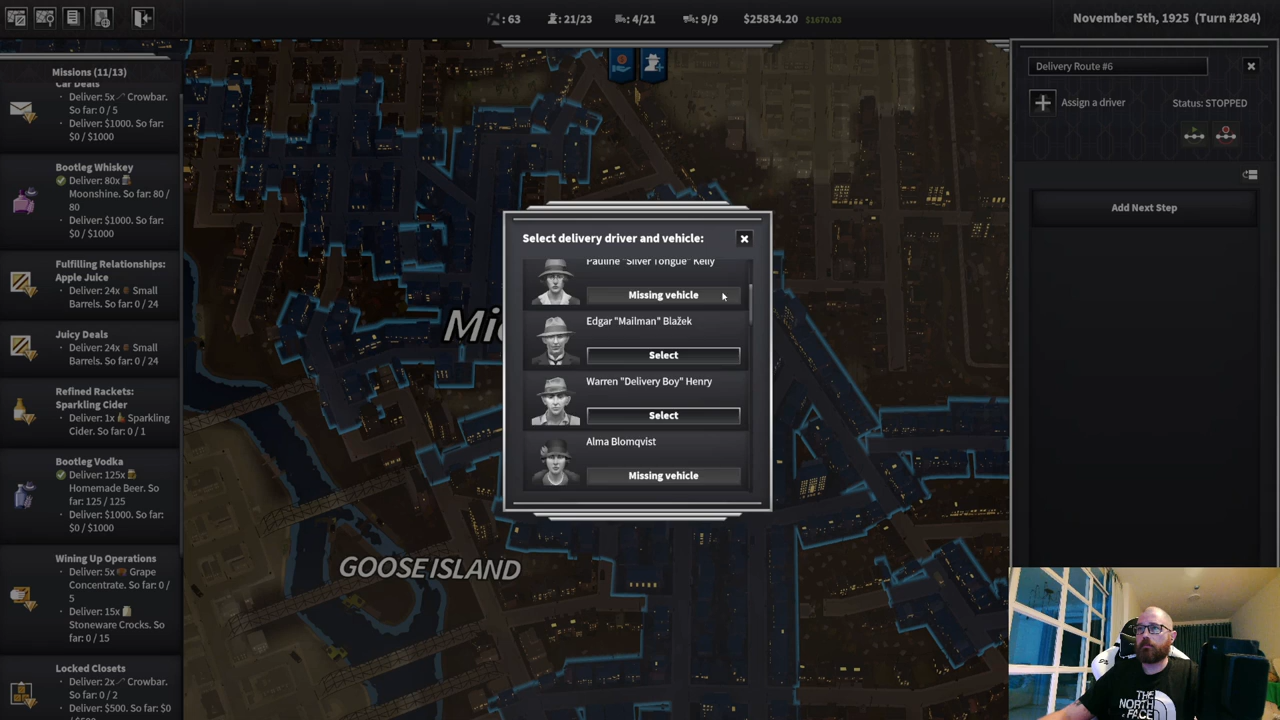 : 63
: 21/23
: 4/21
: 9/9
$25834.20
$1670.03
November 5th, 1925 (Turn #284)
Missions (11/13)
Car Deals
• Deliver: 5x Crowbar.
So far: 0 / 5
• Deliver: $1000. So far:
$0 / $1000
Bootleg Whiskey
Deliver: 80x
Moonshine. So far: 80 /
80
• Deliver: $1000. So far:
$0 / $1000
Fulfilling Relationships:
Apple Juice
• Deliver: 24x Small
Barrels. So far: 0 / 24
Juicy Deals
• Deliver: 24x Small
Barrels. So far: 0 / 24
Refined Rackets:
Sparkling Cider
• Deliver: 1x Sparkling
Cider. So far: 0 / 1
Bootleg Vodka
Deliver: 125x
Homemade Beer. So
far: 125 / 125
• Deliver: $1000. So far:
$0 / $1000
Wining Up Operations
• Deliver: 5x Grape
Concentrate. So far: 0 /
5
• Deliver: 15x
Stoneware Crocks. So
far: 0 / 15
Locked Closets
• Deliver: 2x Crowbar.
So far: 0 / 2
• Deliver: $500. So far: $0
GOOSE ISLAND
Select delivery driver and vehicle:
Pauline "Silver Tongue" Kelly
Missing vehicle
Edgar "Mailman" Blažek
Select
Warren "Delivery Boy" Henry
Select
Alma Blomqvist
Missing vehicle
Delivery Route #6
Assign a driver
Status: STOPPED
Add Next Step
THE
NORTH
FACE